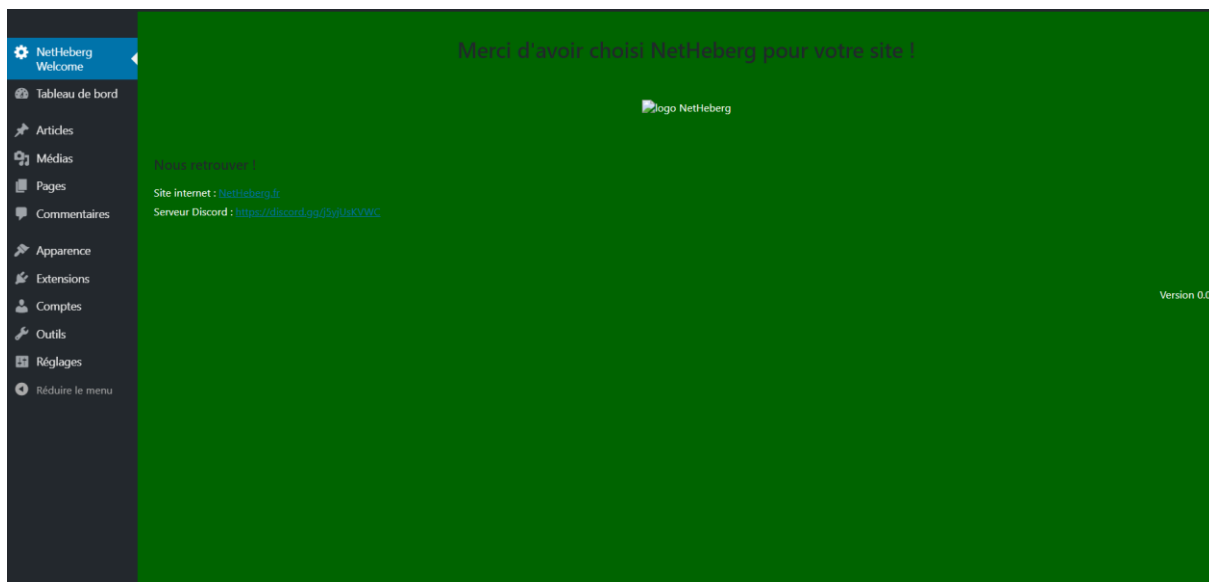 NetHeberg
Welcome
Tableau de bord
Articles
Médias
Pages
Commentaires
Apparence
Extensions
Comptes
Outils
Réglages
Réduire le menu
Merci d'avoir choisi NetHeberg pour votre site !
logo NetHeberg
Nous retrouver !
Site internet : NetHeberg.fr
Serveur Discord :
Version 0.0